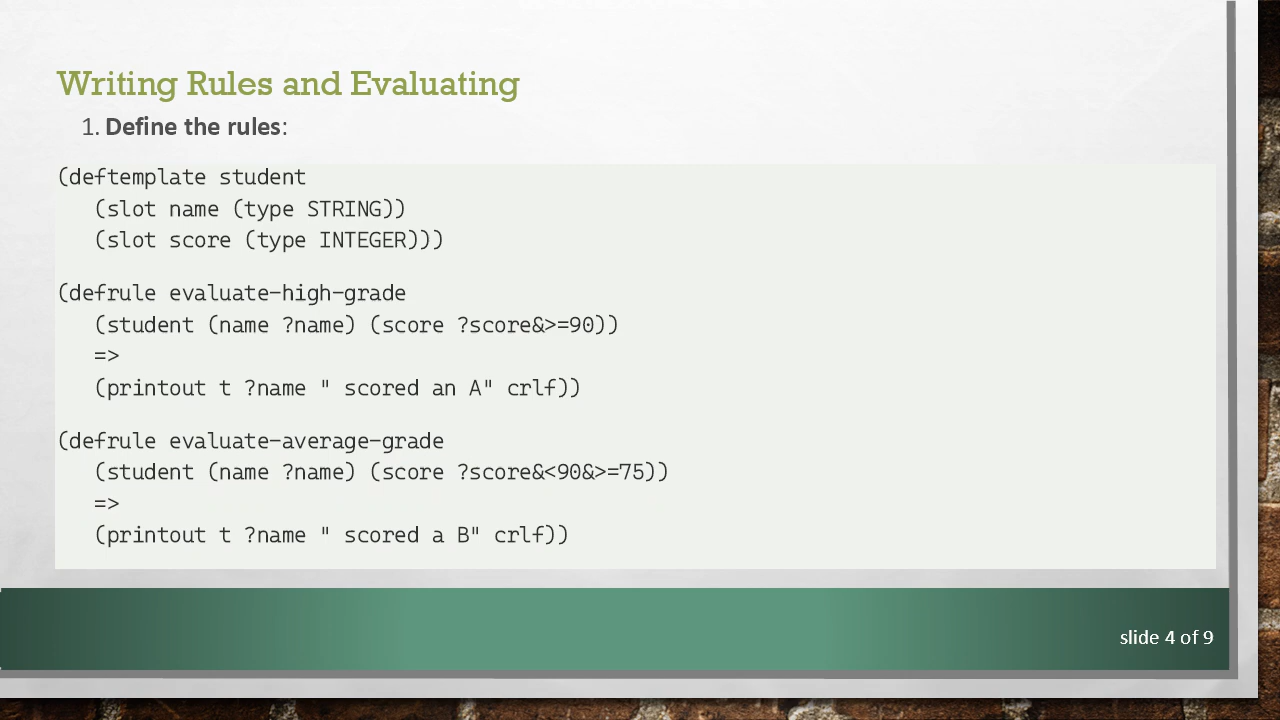 Writing Rules and Evaluating
1. Define the rules:
(deftemplate student
   (slot name (type STRING))
   (slot score (type INTEGER)))
(defrule evaluate-high-grade
   (student (name ?name) (score ?score&>=90))
   =>
   (printout t ?name " scored an A" crlf))
(defrule evaluate-average-grade
   (student (name ?name) (score ?score&<90&>=75))
   =>
   (printout t ?name " scored a B" crlf))
slide 4 of 9